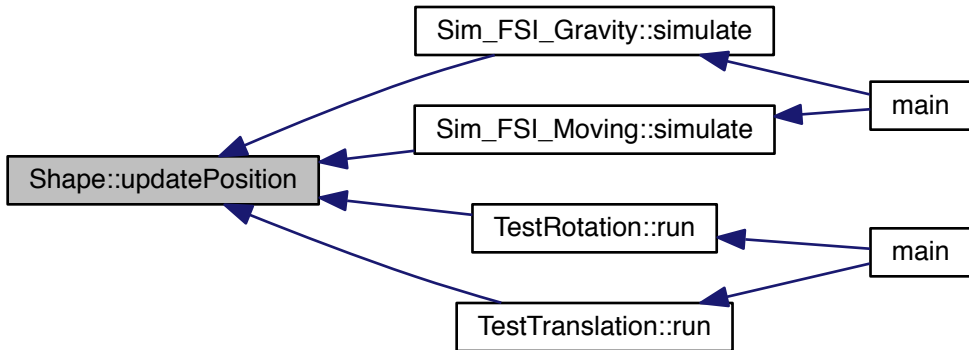 Sim_FSI_Gravity::simulate
main
Sim_FSI_Moving::simulate
Shape::updatePosition
TestRotation::run
main
TestTranslation::run